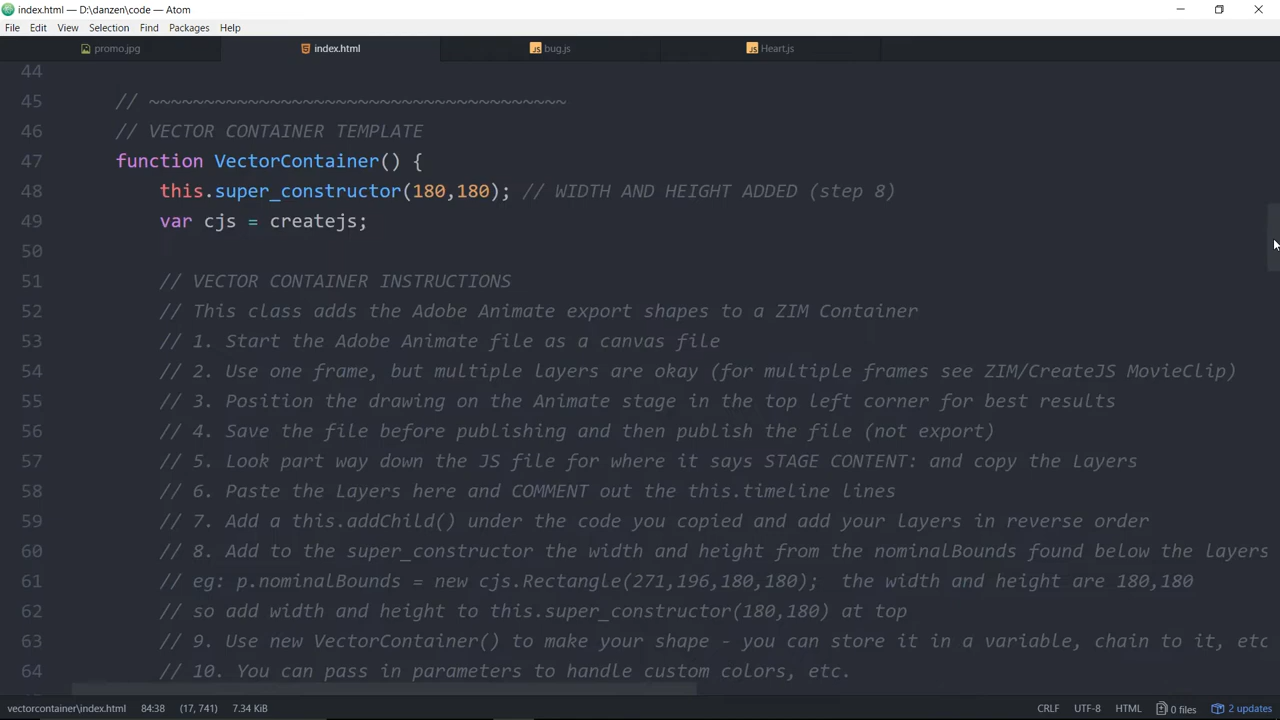 index.html — D:\danzen\code — Atom
File Edit View Selection Find Packages Help
promo.jpg index.html bug.js Heart.js
44
45 // ~~~~~~~~~~~~~~~~~~~~~~~~~~~~~~~~~~~~~~
46 // VECTOR CONTAINER TEMPLATE
47 function VectorContainer() {
48 this.super_constructor(180,180); // WIDTH AND HEIGHT ADDED (step 8)
49 var cjs = createjs;
50
51 // VECTOR CONTAINER INSTRUCTIONS
52 // This class adds the Adobe Animate export shapes to a ZIM Container
53 // 1. Start the Adobe Animate file as a canvas file
54 // 2. Use one frame, but multiple layers are okay (for multiple frames see ZIM/CreateJS MovieClip)
55 // 3. Position the drawing on the Animate stage in the top left corner for best results
56 // 4. Save the file before publishing and then publish the file (not export)
57 // 5. Look part way down the JS file for where it says STAGE CONTENT: and copy the Layers
58 // 6. Paste the Layers here and COMMENT out the this.timeline lines
59 // 7. Add a this.addChild() under the code you copied and add your layers in reverse order
60 // 8. Add to the super_constructor the width and height from the nominalBounds found below the layers
61 // eg: p.nominalBounds = new cjs.Rectangle(271,196,180,180);  the width and height are 180,180
62 // so add width and height to this.super_constructor(180,180) at top
63 // 9. Use new VectorContainer() to make your shape - you can store it in a variable, chain to it, etc
64 // 10. You can pass in parameters to handle custom colors, etc.
vectorcontainer\index.html 84:38 (17, 741) 7.34 KiB CRLF UTF-8 HTML 0 files 2 updates